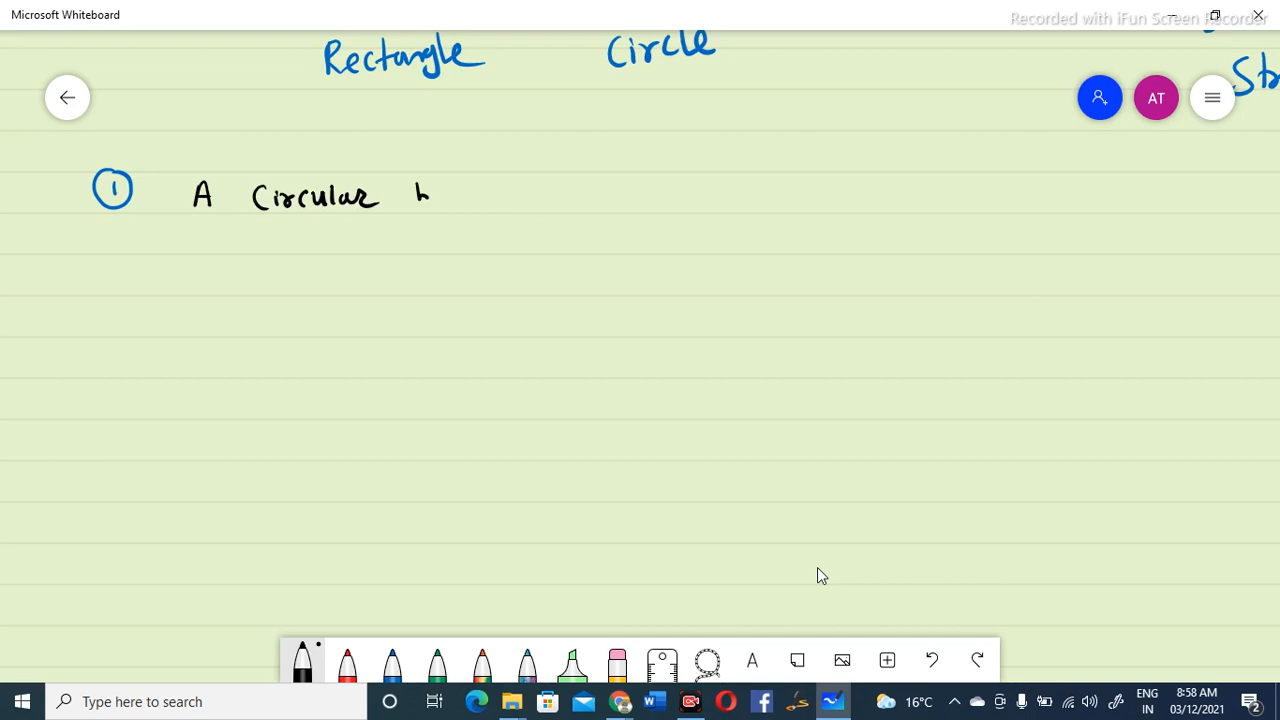 Microsoft Whiteboard
Recorded with iFun Screen Recorder
Rectangle Circle
AT
1 A Circular
A
Type here to search
16°C
ENG
IN
8:58 AM
03/12/2021
2